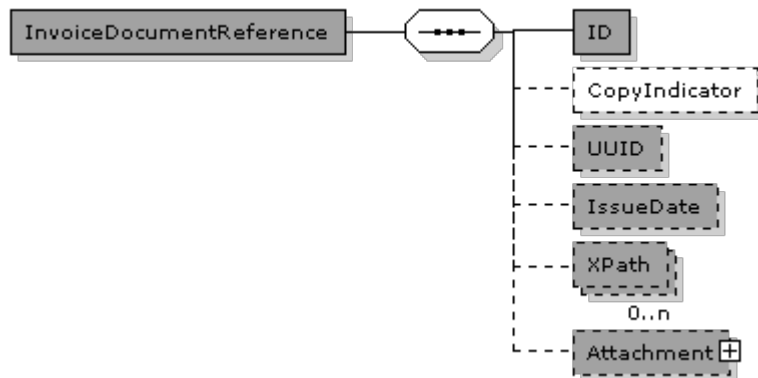 InvoiceDocumentReference
ID
CopyIndicator
UUID
IssueDate
XPath
0..n
Attachment